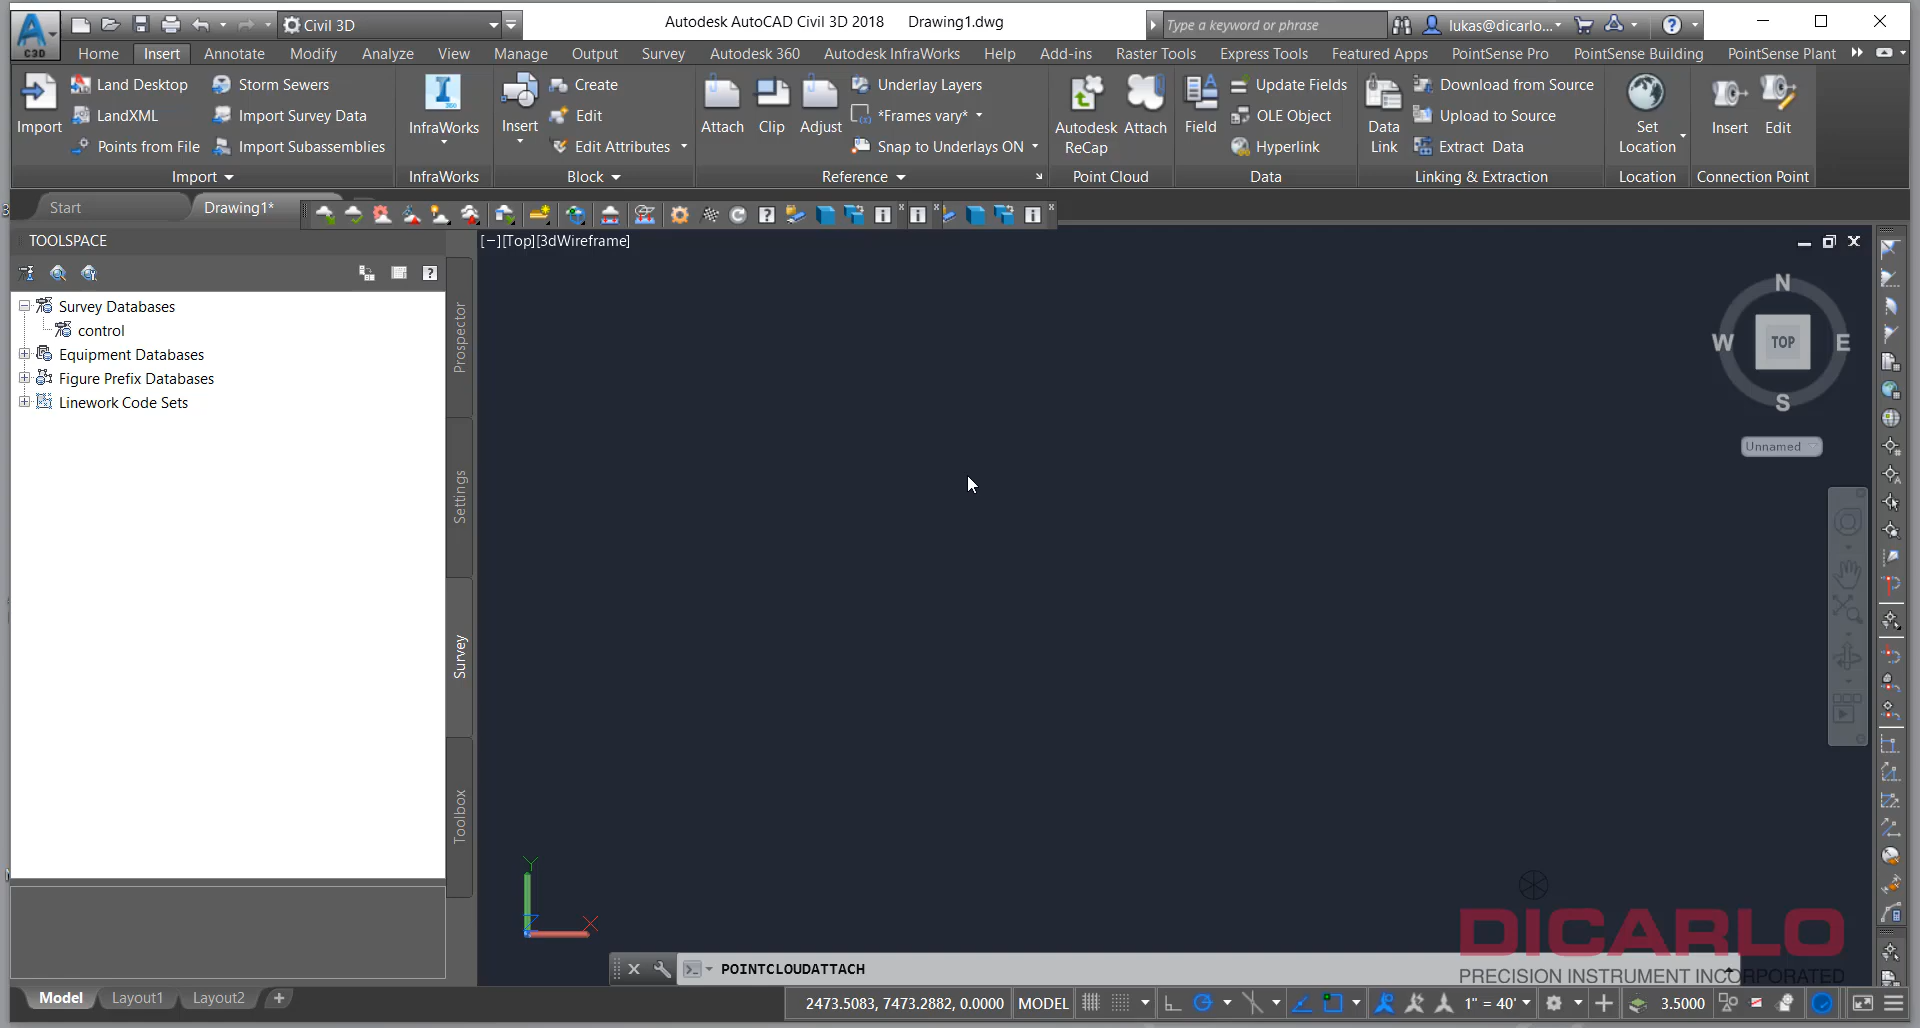 C3D
Civil 3D
Autodesk AutoCAD Civil 3D 2018 Drawing1.dwg
Type a keyword or phrase
lukas@dicarlo...
Home Insert Annotate Modify Analyze View Manage Output Survey Autodesk 360 Autodesk InfraWorks Help Add-ins Raster Tools Express Tools Featured Apps PointSense Pro PointSense Building PointSense Plant
Import
Land Desktop
LandXML
Points from File
Storm Sewers
Import Survey Data
Import Subassemblies
Import
InfraWorks
InfraWorks
Insert
Create
Edit
Edit Attributes
Block
Attach
Clip
Adjust
Underlay Layers
*Frames vary*
Snap to Underlays ON
Reference
Autodesk
ReCap
Attach
Point Cloud
Field
Update Fields
OLE Object
Hyperlink
Data
Data
Link
Download from Source
Upload to Source
Extract Data
Linking & Extraction
Set
Location
Location
Insert
Edit
Connection Point
Start
Drawing1*
TOOLSPACE
Survey Databases
control
Equipment Databases
Figure Prefix Databases
Linework Code Sets
Prospector
Settings
Survey
Toolbox
[−][Top][3dWireframe]
N
W TOP E
S
Unnamed
Y
X
DICARLO
PRECISION INSTRUMENT INCORPORATED
POINTCLOUDATTACH
Model Layout1 Layout2 +
2473.5083, 7473.2882, 0.0000 MODEL 1" = 40' 3.5000